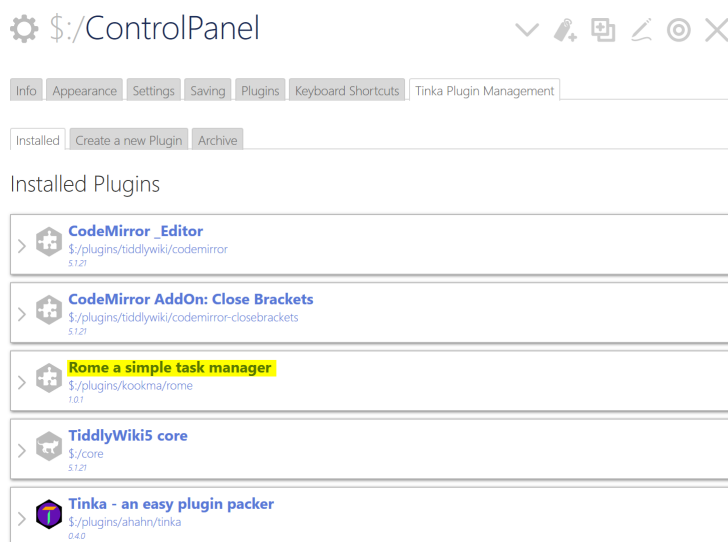 $:/ControlPanel
Info Appearance Settings Saving Plugins Keyboard Shortcuts Tinka Plugin Management
Installed Create a new Plugin Archive
Installed Plugins
CodeMirror _Editor
$:/plugins/tiddlywiki/codemirror
5.1.21
CodeMirror AddOn: Close Brackets
$:/plugins/tiddlywiki/codemirror-closebrackets
5.1.21
Rome a simple task manager
$:/plugins/kookma/rome
1.0.1
TiddlyWiki5 core
$:/core
5.1.21
Tinka - an easy plugin packer
$:/plugins/ahahn/tinka
0.4.0